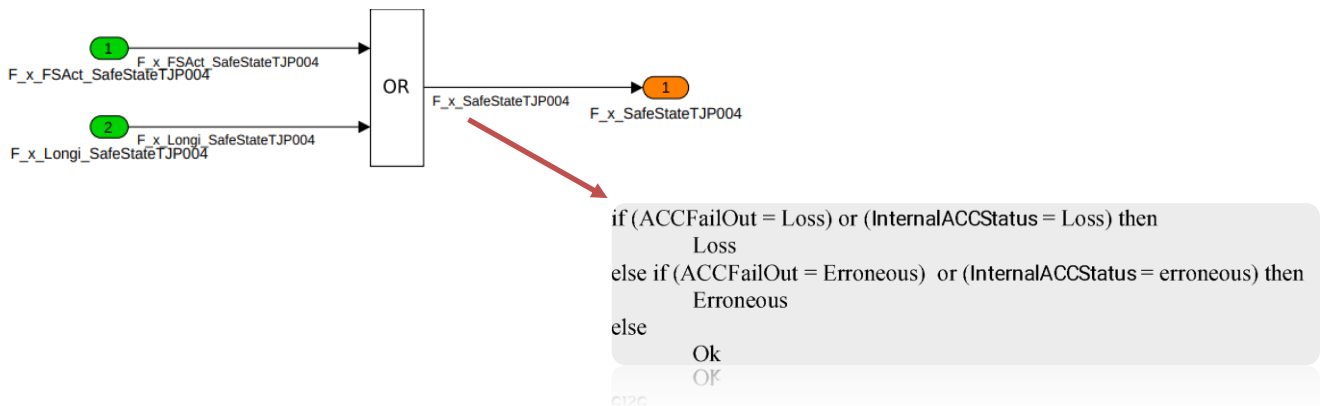 1
F_x_FSAct_SafeStateTJP004
F_x_FSAct_SafeStateTJP004
OR
F_x_SafeStateTJP004
1
F_x_SafeStateTJP004
2
F_x_Longi_SafeStateTJP004
F_x_Longi_SafeStateTJP004
if (ACCFailOut = Loss) or (InternalACCStatus = Loss) then
Loss
else if (ACCFailOut = Erroneous) or (InternalACCStatus = erroneous) then
Erroneous
else
Ok